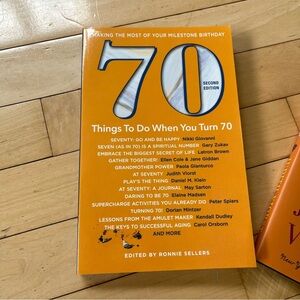 MAKING THE MOST OF YOUR MILESTONE BIRTHDAY
70
SECOND
EDITION
Things To Do When You Turn 70
SEVENTY: GO AND BE HAPPY Nikki Giovanni
SEVEN (AS IN 70) IS A SPIRITUAL NUMBER Gary Zukav
EMBRACE THE BIGGEST SECRET OF LIFE Latron Brown
GATHER TOGETHER! Ellen Cole & Jane Giddan
GRANDMOTHER POWER Paola Gianturco
AT SEVENTY Judith Viorst
PLAY'S THE THING Daniel M. Klein
AT SEVENTY: A JOURNAL May Sarton
DARING TO BE 70! Elaine Madsen
SUPERCHARGE ACTIVITIES YOU ALREADY DO Peter Spiers
TURNING 70! Dorian Mintzer
LESSONS FROM THE AMULET MAKER Kendall Dudley
THE KEYS TO SUCCESSFUL AGING Carol Orsborn
AND MORE
EDITED BY RONNIE SELLERS